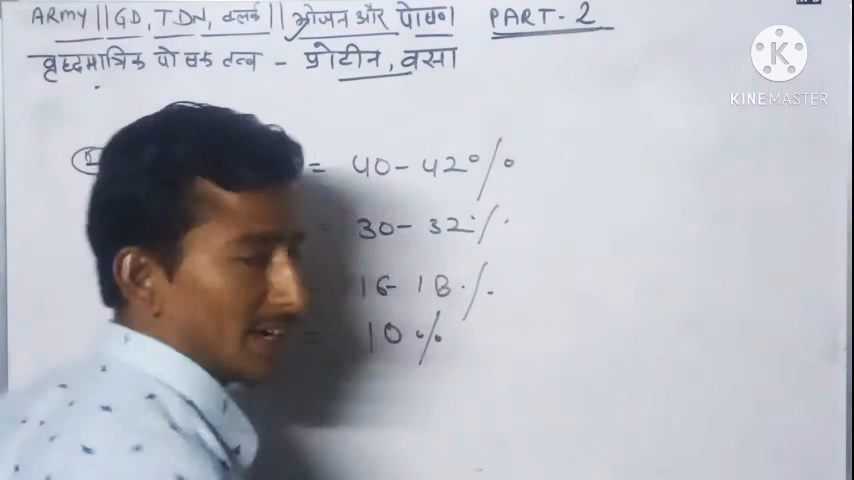 ARMY || GD, TDN, क्लर्क || भोजन और पोषण PART-2
वृहदमात्रिक पोषक तत्व - प्रोटीन, वसा
K
KINEMASTER
= 40-42%
= 30-32%
16-18%
= 10%